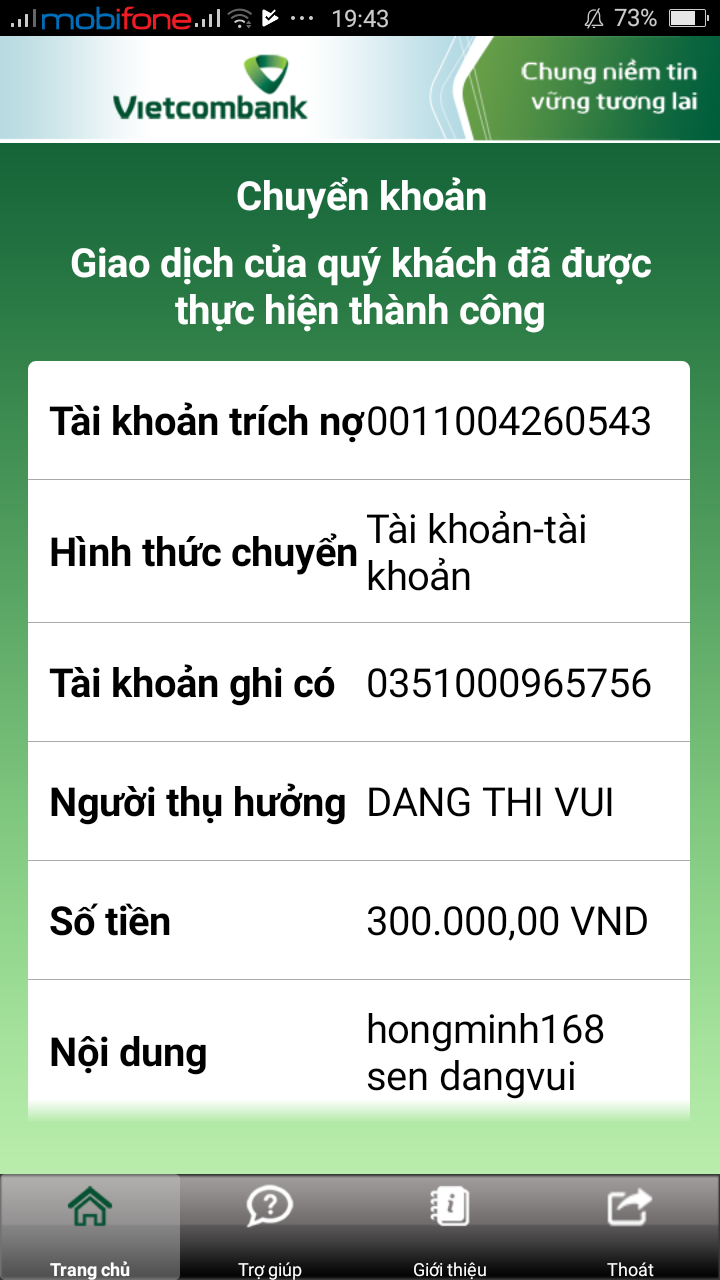 mobifone 19:43 73%
Vietcombank
Chung niềm tin
vững tương lai
Chuyển khoản
Giao dịch của quý khách đã được
thực hiện thành công
Tài khoản trích nợ 0011004260543
Hình thức chuyển Tài khoản-tài
khoản
Tài khoản ghi có 0351000965756
Người thụ hưởng DANG THI VUI
Số tiền 300.000,00 VND
Nội dung hongminh168
sen dangvui
Trang chủ Trợ giúp Giới thiệu Thoát